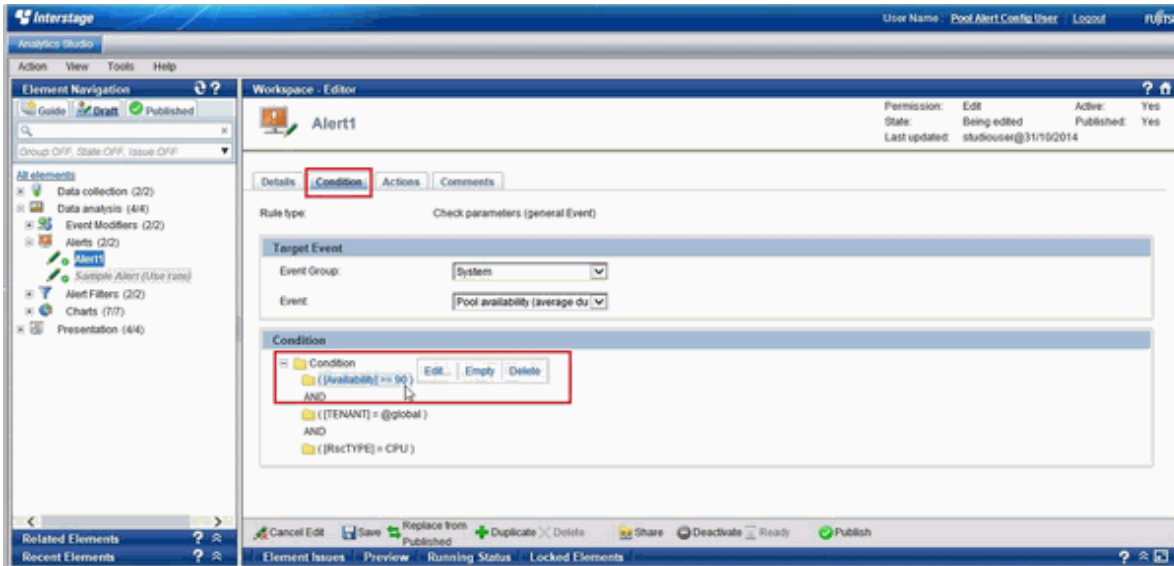 Interstage
User Name : Pool Alert Config User Logout FUJITS
Analytics Studio
Action View Tools Help
Element Navigation ?
Workspace - Editor ?
Guide Draft Published
Group:OFF, State:OFF, Issue:OFF
All elements
Data collection (2/2)
Data analysis (4/4)
Event Modifiers (2/2)
Alerts (2/2)
Alert1
Sample Alert (Use rate)
Alert Filters (2/2)
Charts (7/7)
Presentation (4/4)
Related Elements ?
Recent Elements ?
Alert1
Permission: Edit Active: Yes
State: Being edited Published: Yes
Last updated: studiouser@31/10/2014
Details Condition Actions Comments
Rule type: Check parameters (general Event)
Target Event
Event Group: System
Event: Pool availability (average du
Condition
Condition
( [Availability] >= 90 ) Edit... Empty Delete
AND
( [TENANT] = @global )
AND
( [RscTYPE] = CPU )
Cancel Edit Save Replace from Published Duplicate Delete Share Deactivate Ready Publish
Element Issues Preview Running Status Locked Elements ?